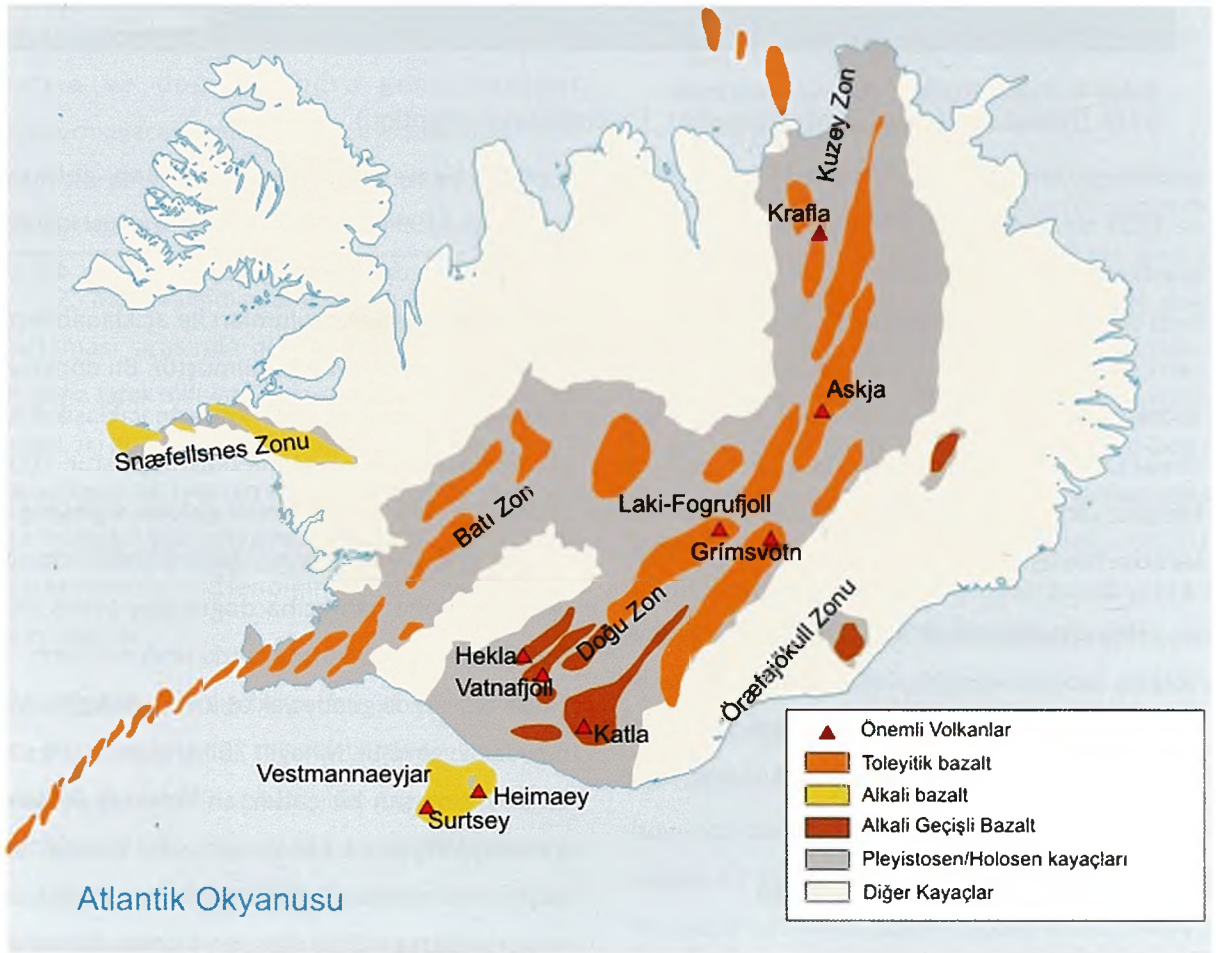 Kuzey Zon
Krafla
Askja
Snæfellsnes Zonu
Batı Zon
Laki-Fogrufjoll
Grímsvotn
Doğu Zon
Hekla
Vatnafjöll
Katla
Öræfajökull Zonu
Vestmannaeyjar
Heimaey
Surtsey
Atlantik Okyanusu
Önemli Volkanlar
Toleyitik bazalt
Alkali bazalt
Alkali Geçişli Bazalt
Pleyistosen/Holosen kayaçları
Diğer Kayaçlar